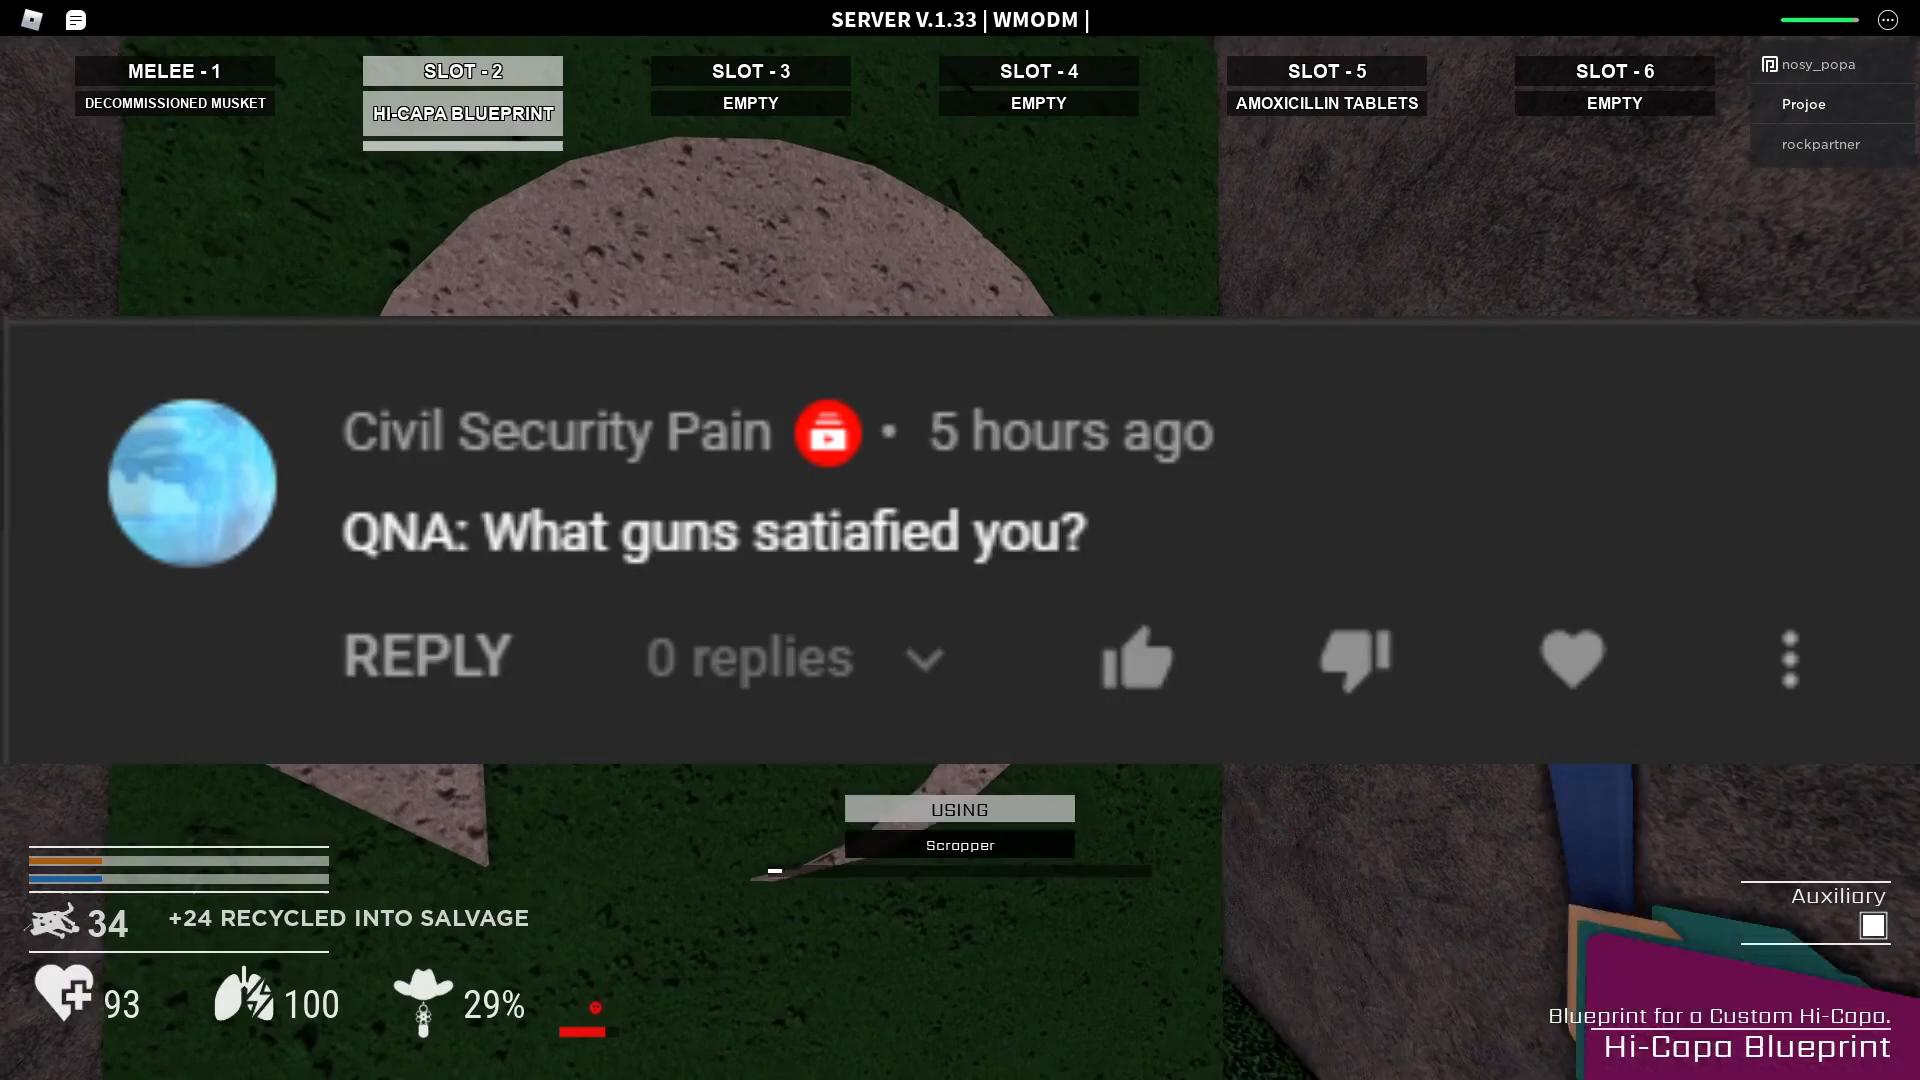 SERVER V.1.33 | WMODM |
MELEE - 1
DECOMMISSIONED MUSKET
SLOT - 2
HI-CAPA BLUEPRINT
SLOT - 3
EMPTY
SLOT - 4
EMPTY
SLOT - 5
AMOXICILLIN TABLETS
SLOT - 6
EMPTY
nosy_popa
Projoe
rockpartner
Civil Security Pain • 5 hours ago
QNA: What guns satiafied you?
REPLY 0 replies
USING
Scrapper
34 +24 RECYCLED INTO SALVAGE
93 100 29%
Auxiliary
Blueprint for a Custom Hi-Capa.
Hi-Capa Blueprint